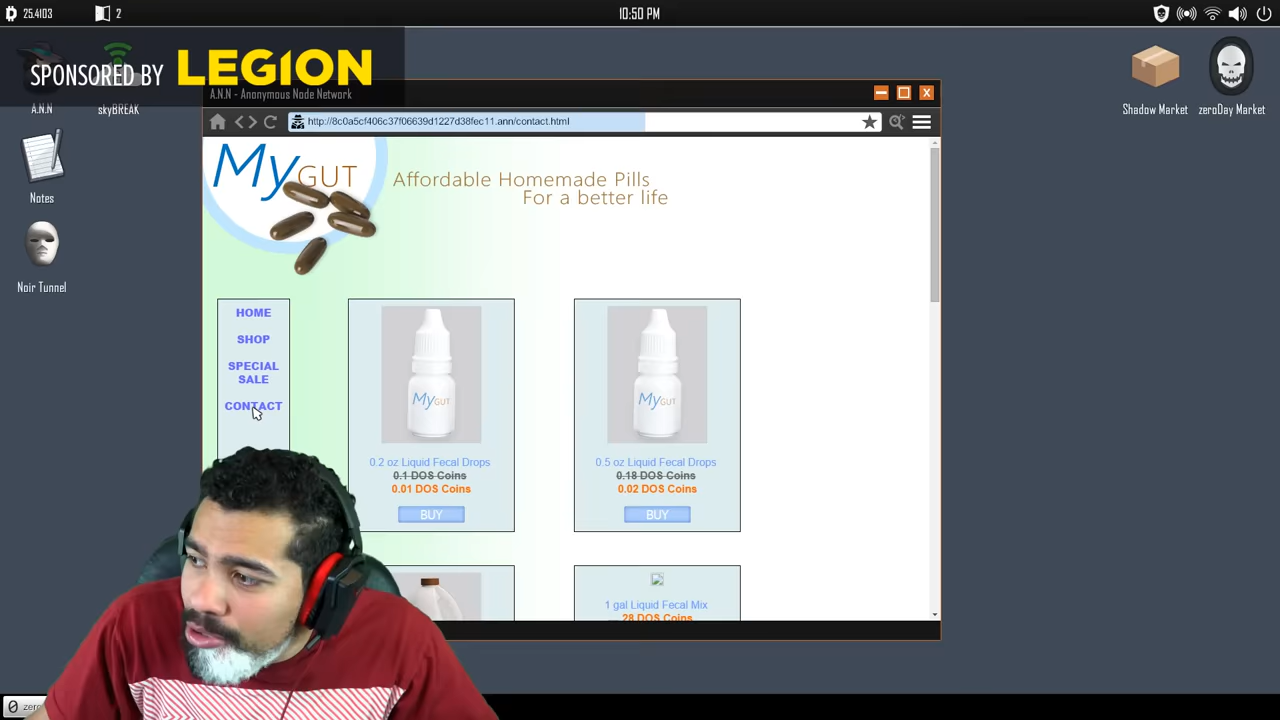 25.4103
2
10:50 PM
SPONSORED BY LEGION
A.N.N
skyBREAK
Notes
Noir Tunnel
Shadow Market
zeroDay Market
A.N.N - Anonymous Node Network
http://8c0a5cf406c37f06639d1227d38fec11.ann/contact.html
MyGUT
Affordable Homemade Pills
For a better life
HOME
SHOP
SPECIAL
SALE
CONTACT
MyGUT
0.2 oz Liquid Fecal Drops
0.1 DOS Coins
0.01 DOS Coins
BUY
MyGUT
0.5 oz Liquid Fecal Drops
0.18 DOS Coins
0.02 DOS Coins
BUY
1 gal Liquid Fecal Mix
28 DOS Coins